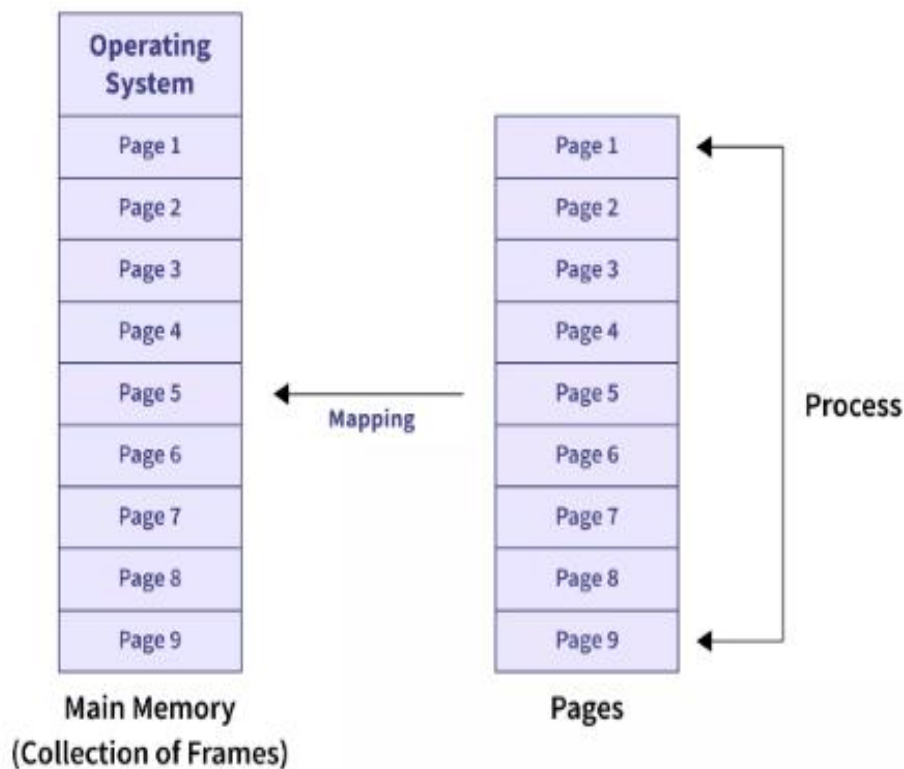 Operating
System
Page 1
Page 2
Page 3
Page 4
Page 5
Page 6
Page 7
Page 8
Page 9
Main Memory
(Collection of Frames)
Mapping
Page 1
Page 2
Page 3
Page 4
Page 5
Page 6
Page 7
Page 8
Page 9
Pages
Process